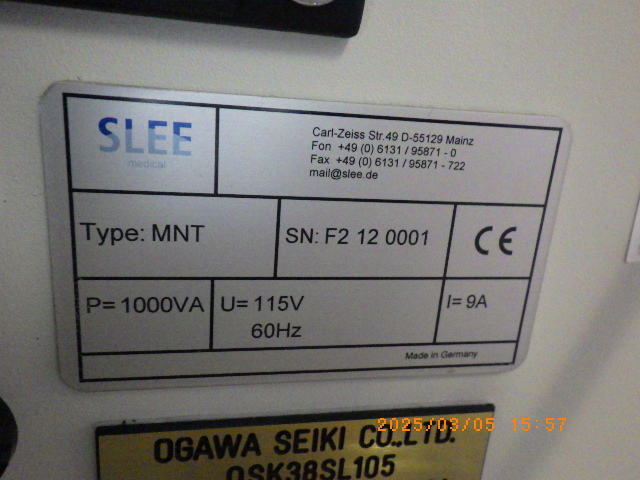 SLEE
medical
Carl-Zeiss Str.49 D-55129 Mainz
Fon +49 (0) 6131 / 95871 - 0
Fax +49 (0) 6131 / 95871 - 722
mail@slee.de
Type: MNT
SN: F2 12 0001
CE
P= 1000VA
U= 115V
60Hz
I= 9A
Made in Germany
2025/03/05 15:57
OGAWA SEIKI CO.,LTD.
OSK38SL105